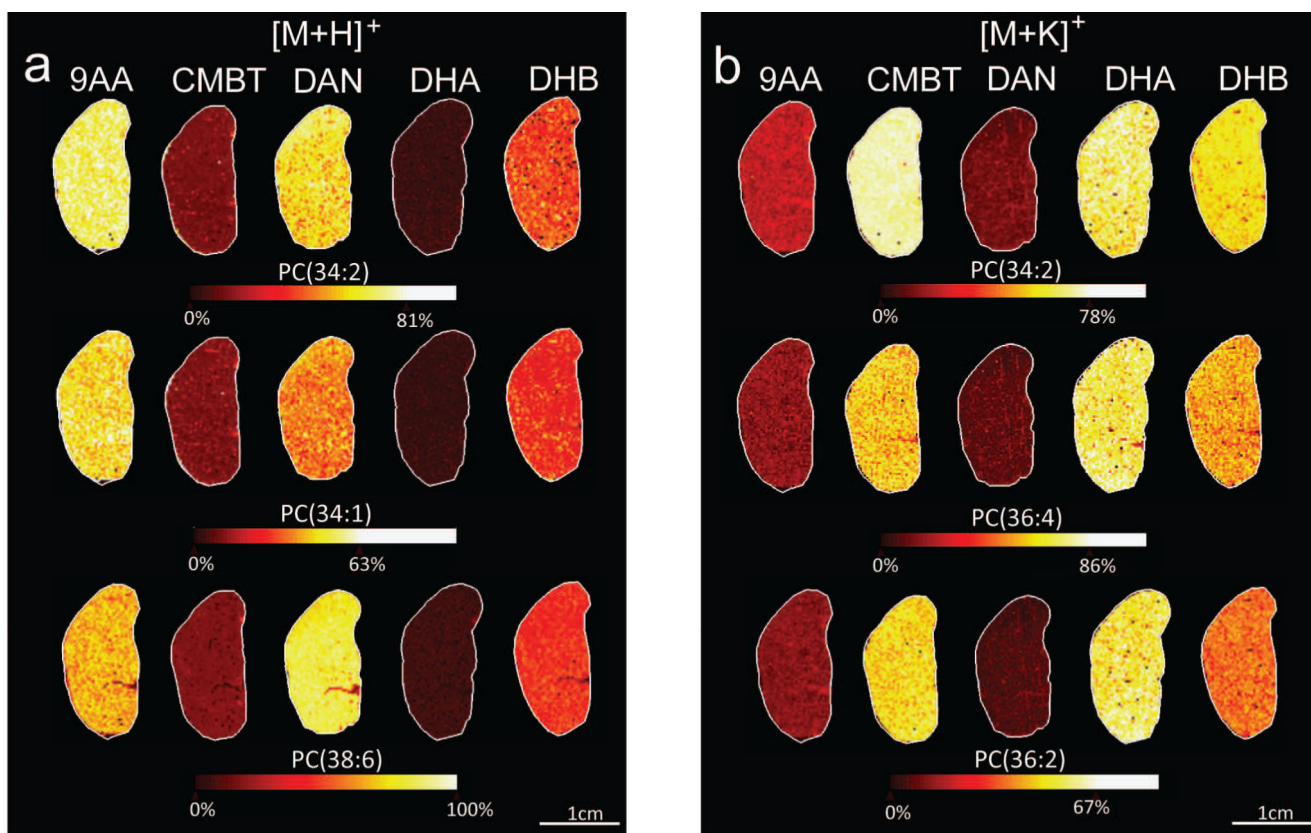 a
[M+H]⁺
9AA CMBT DAN DHA DHB
PC(34:2)
0% 81%
PC(34:1)
0% 63%
PC(38:6)
0% 100%
1cm
b
[M+K]⁺
9AA CMBT DAN DHA DHB
PC(34:2)
0% 78%
PC(36:4)
0% 86%
PC(36:2)
0% 67%
1cm